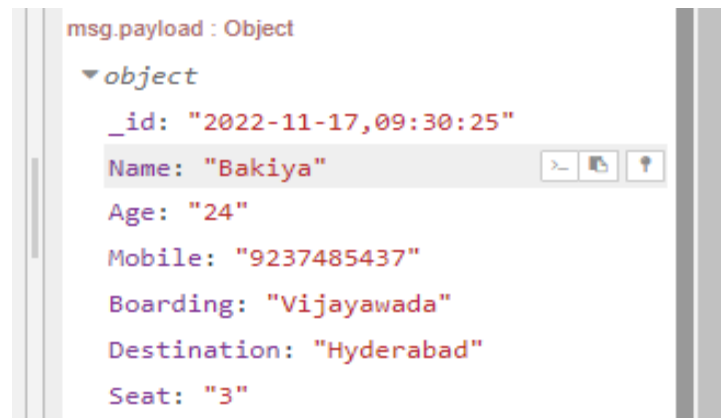 msg.payload : Object
object
_id: "2022-11-17,09:30:25"
Name: "Bakiya"
Age: "24"
Mobile: "9237485437"
Boarding: "Vijayawada"
Destination: "Hyderabad"
Seat: "3"